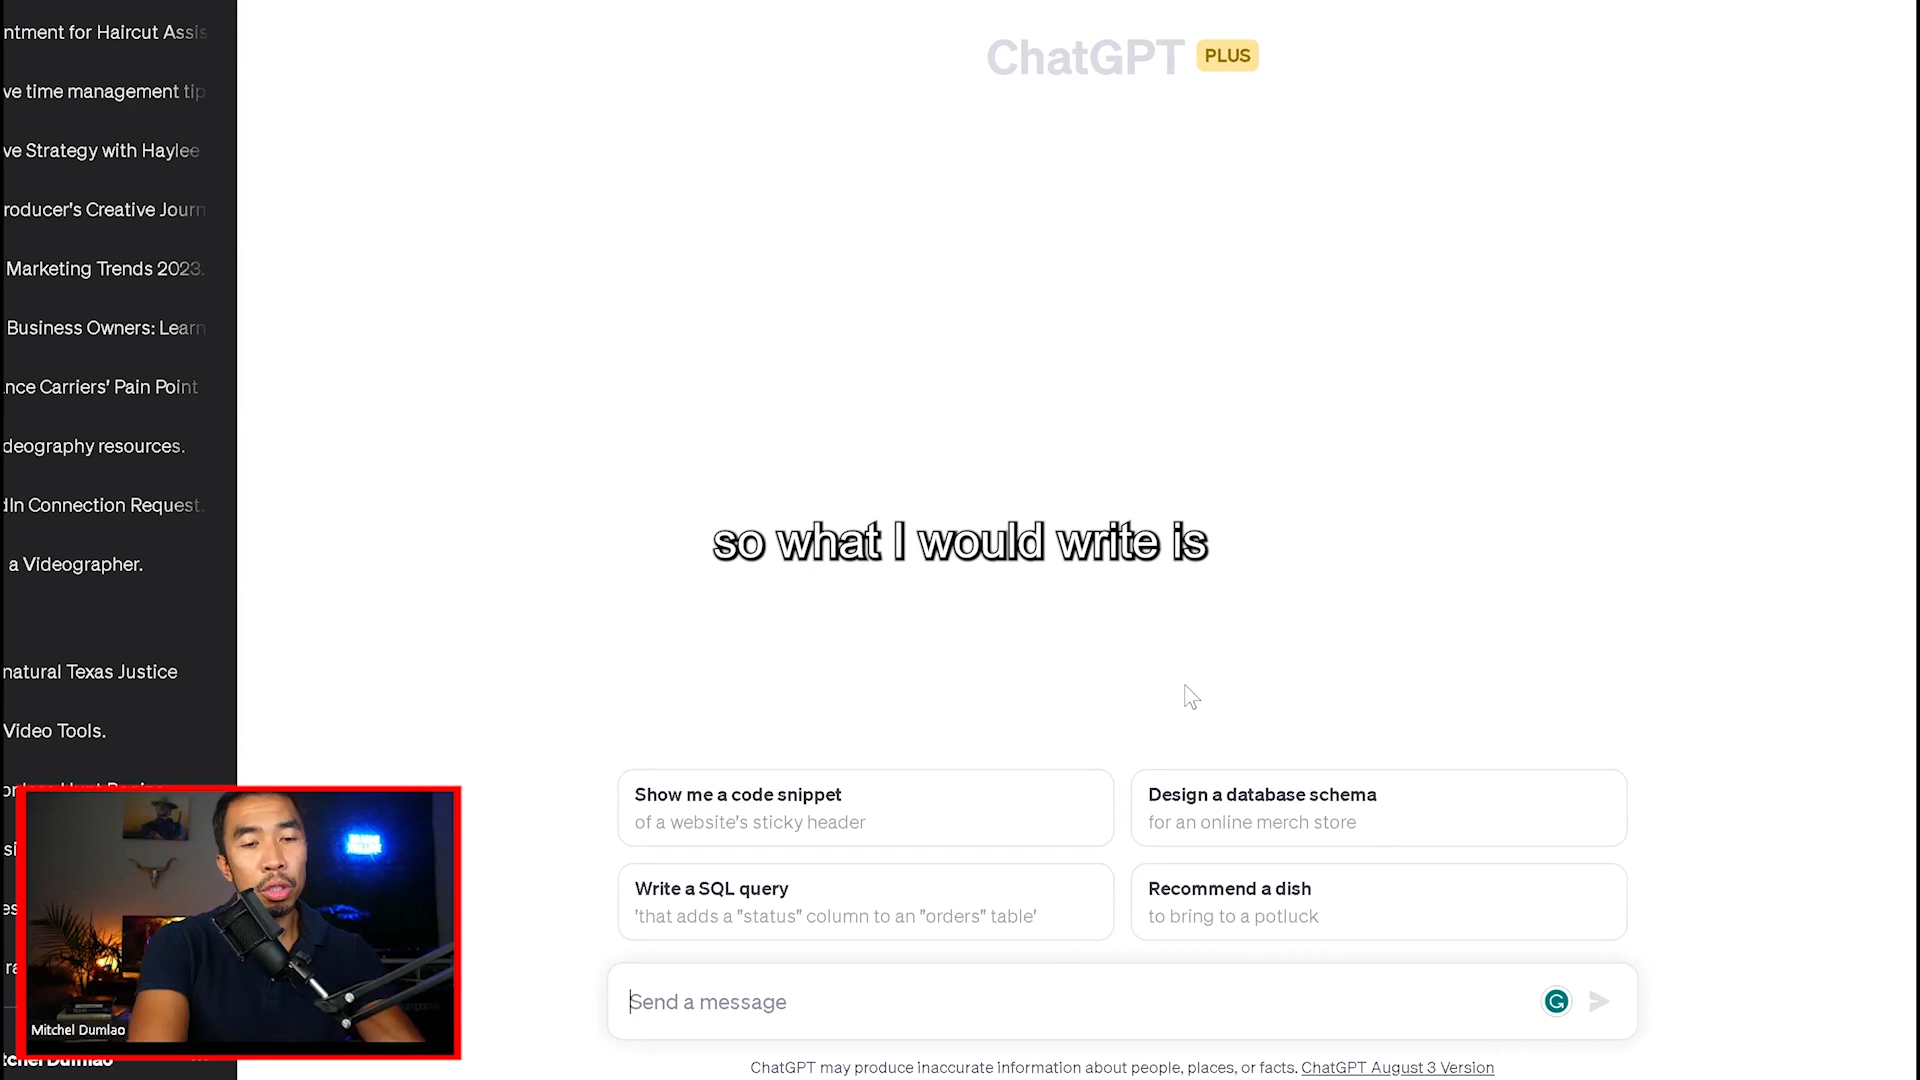 ntment for Haircut Assis
ve time management tip
ve Strategy with Haylee
roducer's Creative Journ
Marketing Trends 2023.
Business Owners: Learn
nce Carriers' Pain Point
deography resources.
dIn Connection Request.
a Videographer.
natural Texas Justice
Video Tools.
ChatGPT PLUS
so what I would write is
Show me a code snippet
of a website's sticky header
Design a database schema
for an online merch store
Write a SQL query
'that adds a "status" column to an "orders" table'
Recommend a dish
to bring to a potluck
Send a message
ChatGPT may produce inaccurate information about people, places, or facts. ChatGPT August 3 Version
Mitchel Dumlao
tchel Dumlao